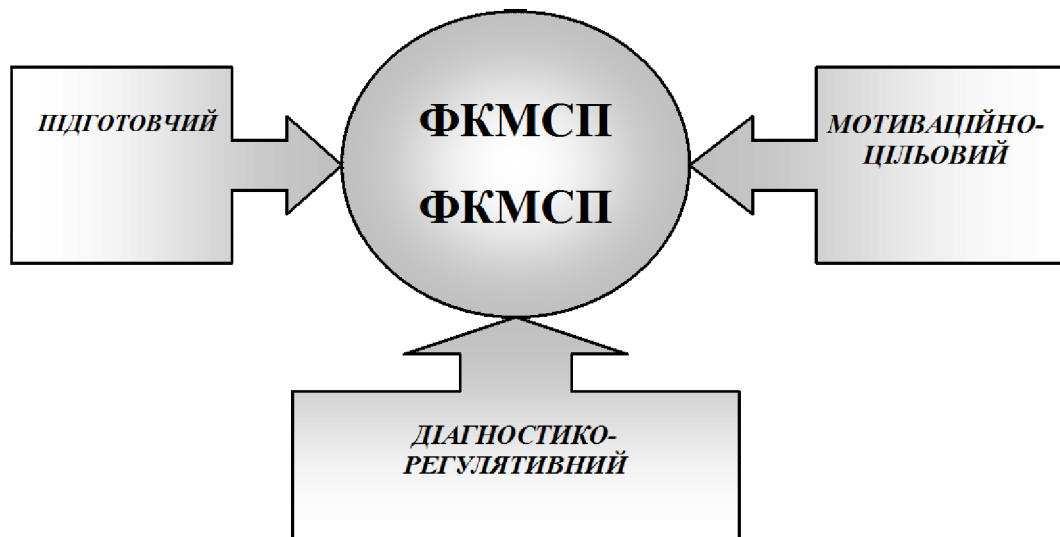 ПІДГОТОВЧИЙ
ФКМСП
ФКМСП
МОТИВАЦІЙНО-
ЦІЛЬОВИЙ
ДІАГНОСТИКО-
РЕГУЛЯТИВНИЙ